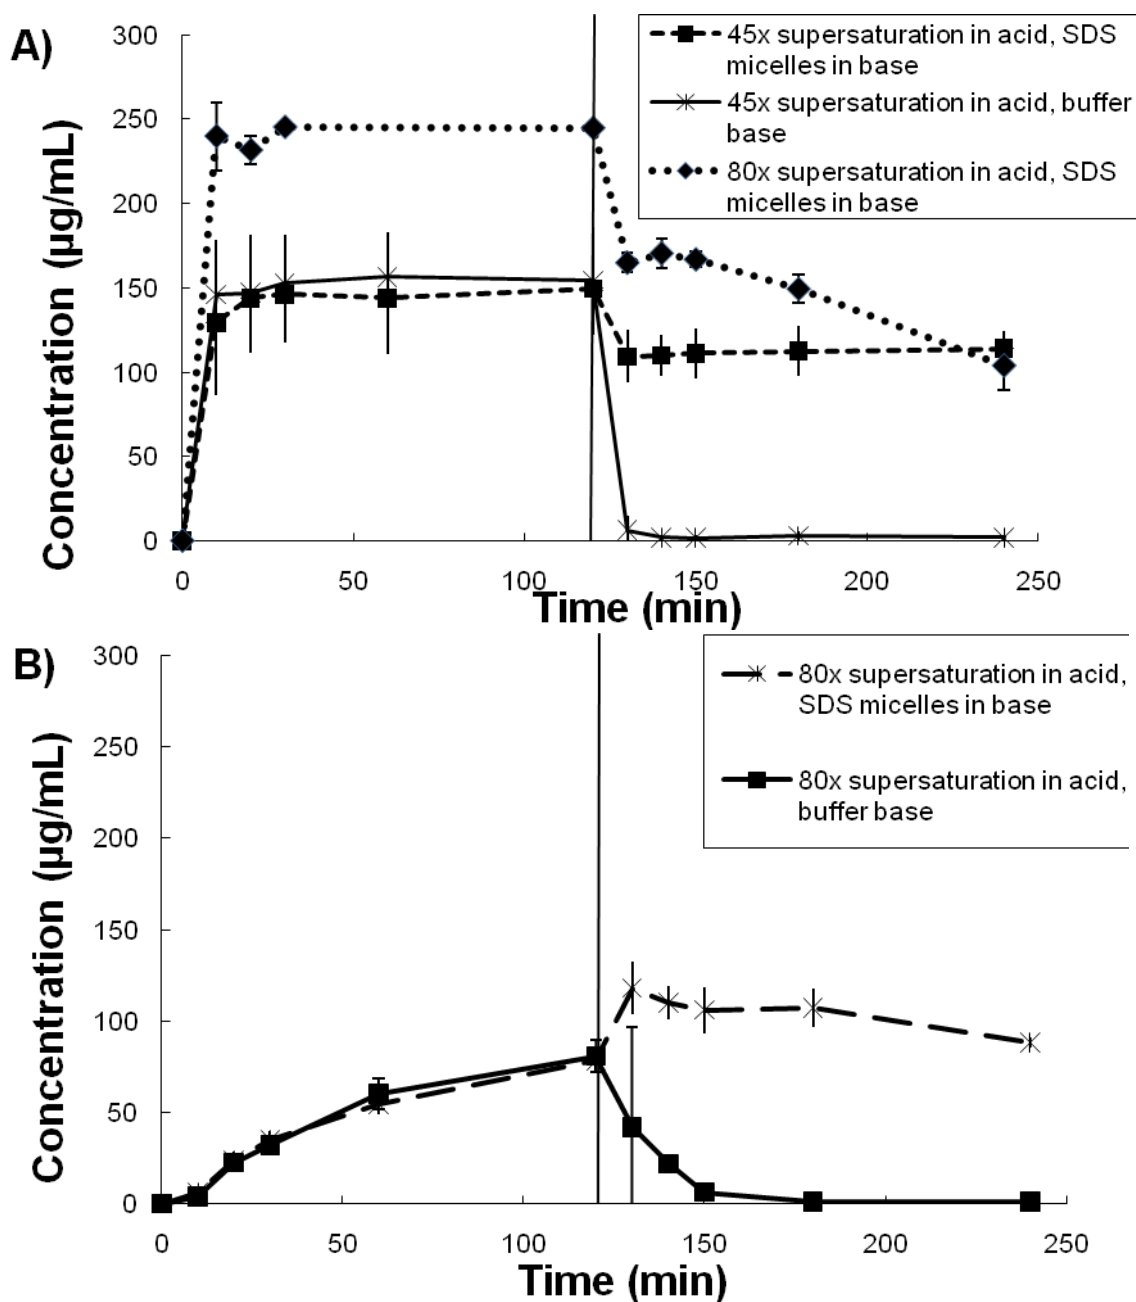 A)
300
250
200
150
100
50
0
Concentration (µg/mL)
45x supersaturation in acid, SDS
micelles in base
45x supersaturation in acid, buffer
base
80x supersaturation in acid, SDS
micelles in base
0 50 100 150 200 250
Time (min)
B)
300
250
200
150
100
50
0
Concentration (µg/mL)
80x supersaturation in acid,
SDS micelles in base
80x supersaturation in acid,
buffer base
0 50 100 150 200 250
Time (min)